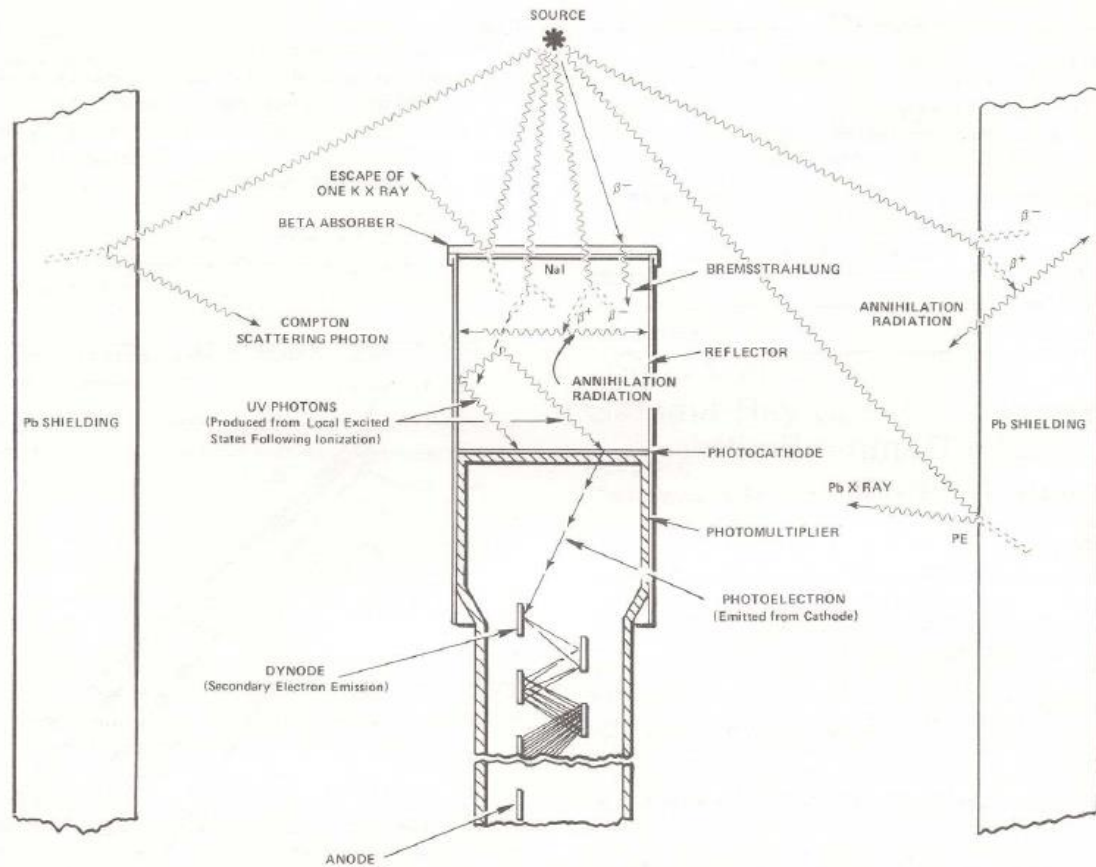 SOURCE
ESCAPE OF
ONE K X RAY
BETA ABSORBER
β−
NaI
BREMSSTRAHLUNG
β+
β−
COMPTON
SCATTERING PHOTON
REFLECTOR
ANNIHILATION
RADIATION
UV PHOTONS
(Produced from Local Excited
States Following Ionization)
Pb SHIELDING
β−
β+
ANNIHILATION
RADIATION
Pb SHIELDING
PHOTOCATHODE
Pb X RAY
PE
PHOTOMULTIPLIER
PHOTOELECTRON
(Emitted from Cathode)
DYNODE
(Secondary Electron Emission)
ANODE